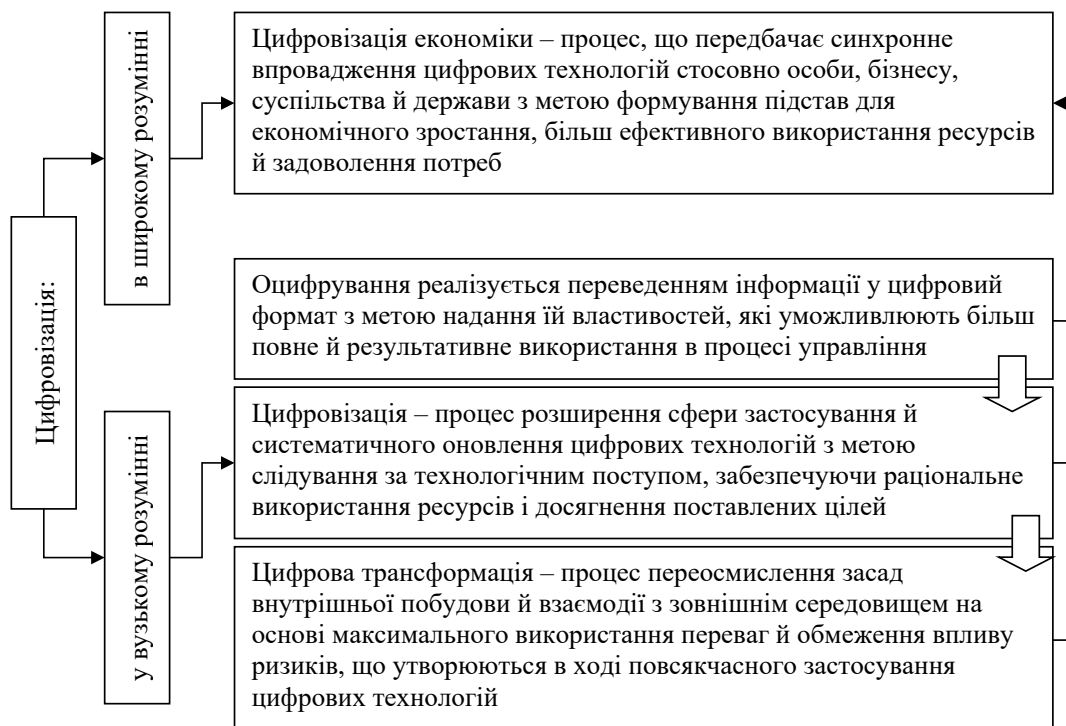 Цифровізація:
в широкому розумінні
Цифровізація економіки – процес, що передбачає синхронне
впровадження цифрових технологій стосовно особи, бізнесу,
суспільства й держави з метою формування підстав для
економічного зростання, більш ефективного використання ресурсів
й задоволення потреб
Оцифрування реалізується переведенням інформації у цифровий
формат з метою надання їй властивостей, які уможливлюють більш
повне й результативне використання в процесі управління
у вузькому розумінні
Цифровізація – процес розширення сфери застосування й
систематичного оновлення цифрових технологій з метою
слідування за технологічним поступом, забезпечуючи раціональне
використання ресурсів і досягнення поставлених цілей
Цифрова трансформація – процес переосмислення засад
внутрішньої побудови й взаємодії з зовнішнім середовищем на
основі максимального використання переваг й обмеження впливу
ризиків, що утворюються в ході повсякчасного застосування
цифрових технологій